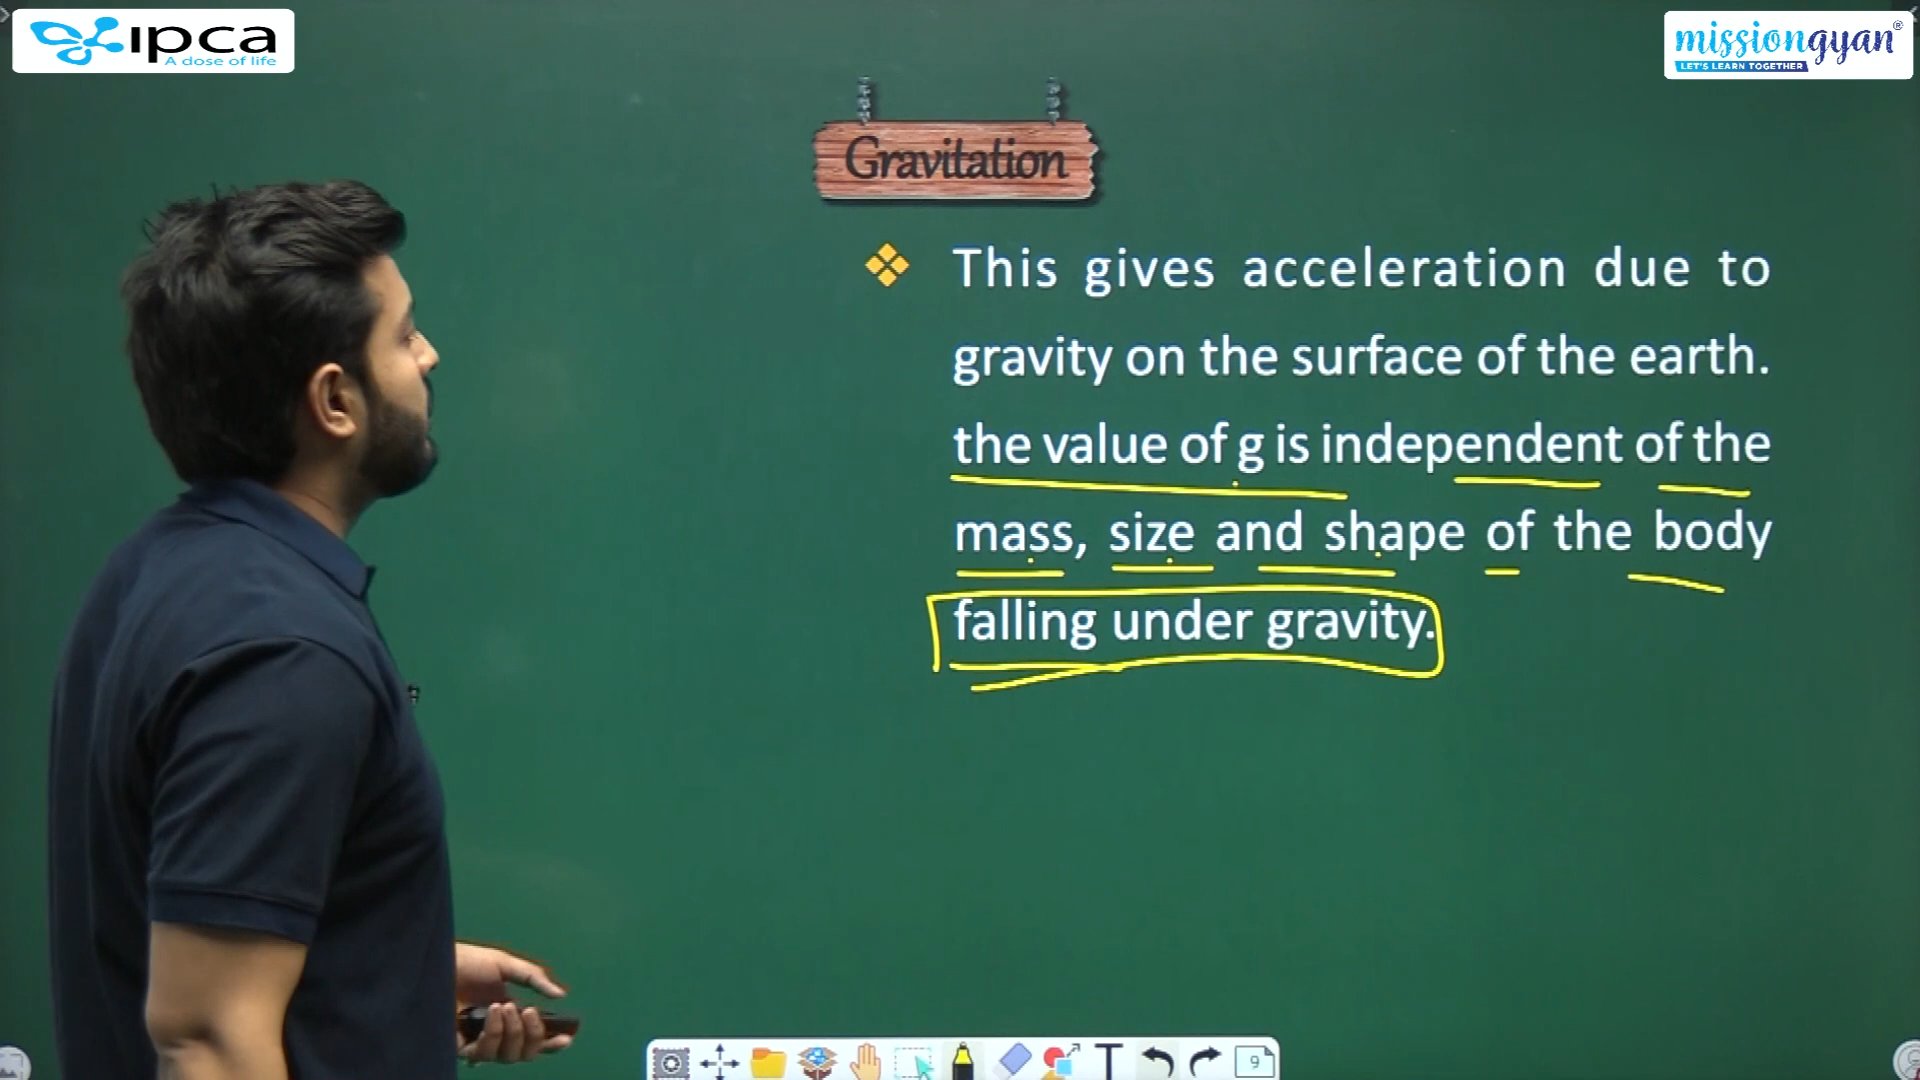 ipca
A dose of life
missiongyan®
LET'S LEARN TOGETHER
Gravitation
This gives acceleration due to
gravity on the surface of the earth.
the value of g is independent of the
mass, size and shape of the body
falling under gravity.
T
9